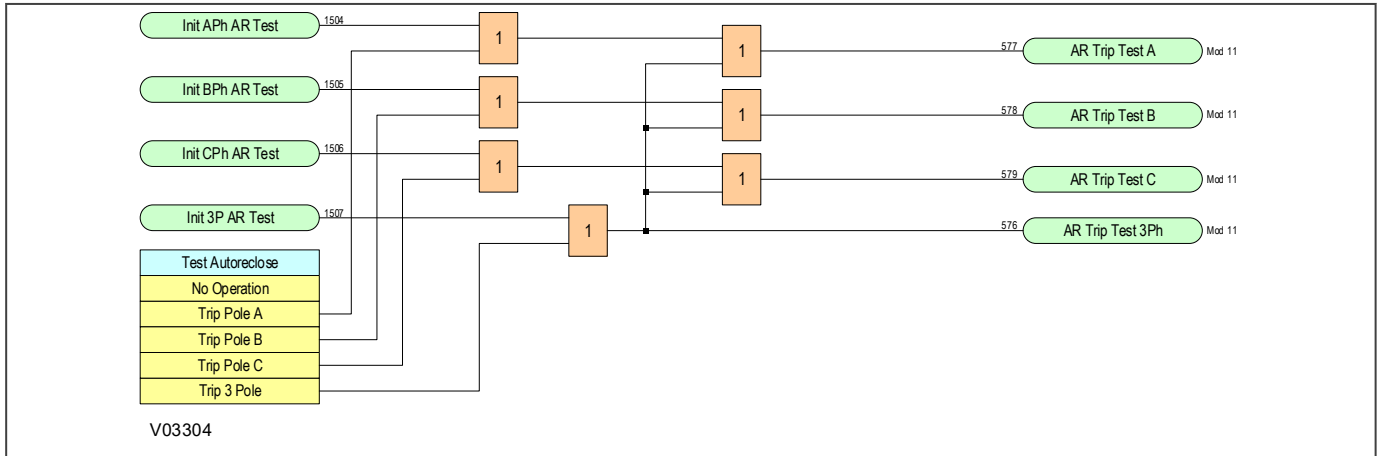 Init APh AR Test 1504
1
1
577 AR Trip Test A Mod 11
Init BPh AR Test 1505
1
1
578 AR Trip Test B Mod 11
Init CPh AR Test 1506
1
1
579 AR Trip Test C Mod 11
Init 3P AR Test 1507
1
576 AR Trip Test 3Ph Mod 11
Test Autoreclose
No Operation
Trip Pole A
Trip Pole B
Trip Pole C
Trip 3 Pole
V03304